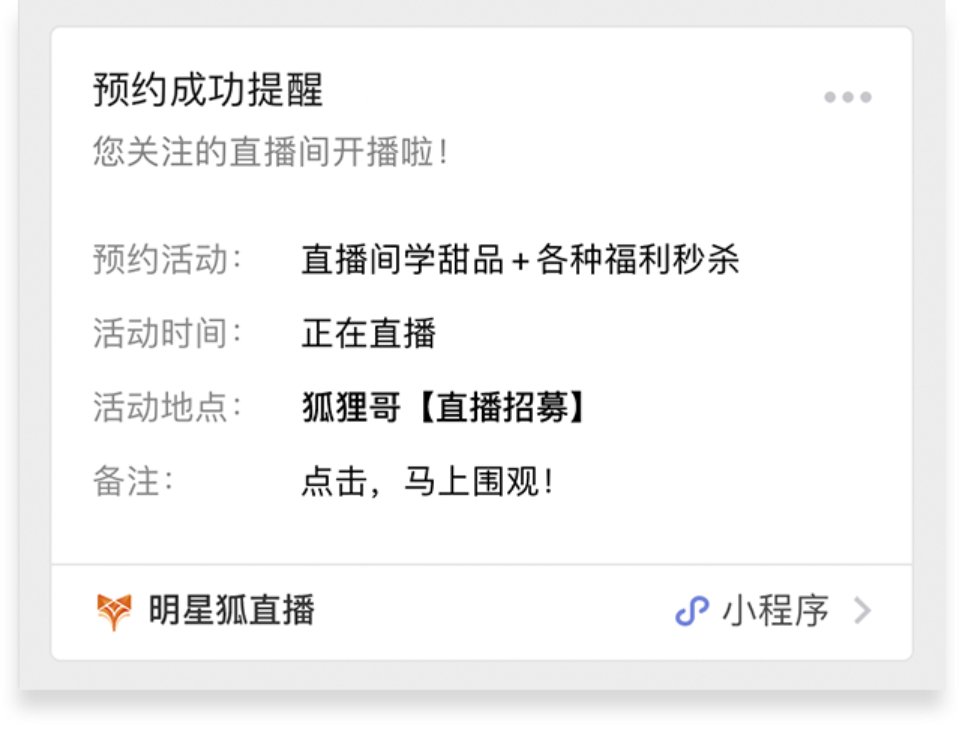 预约成功提醒
您关注的直播间开播啦！
预约活动： 直播间学甜品+各种福利秒杀
活动时间： 正在直播
活动地点： 狐狸哥【直播招募】
备注： 点击，马上围观！
明星狐直播 小程序